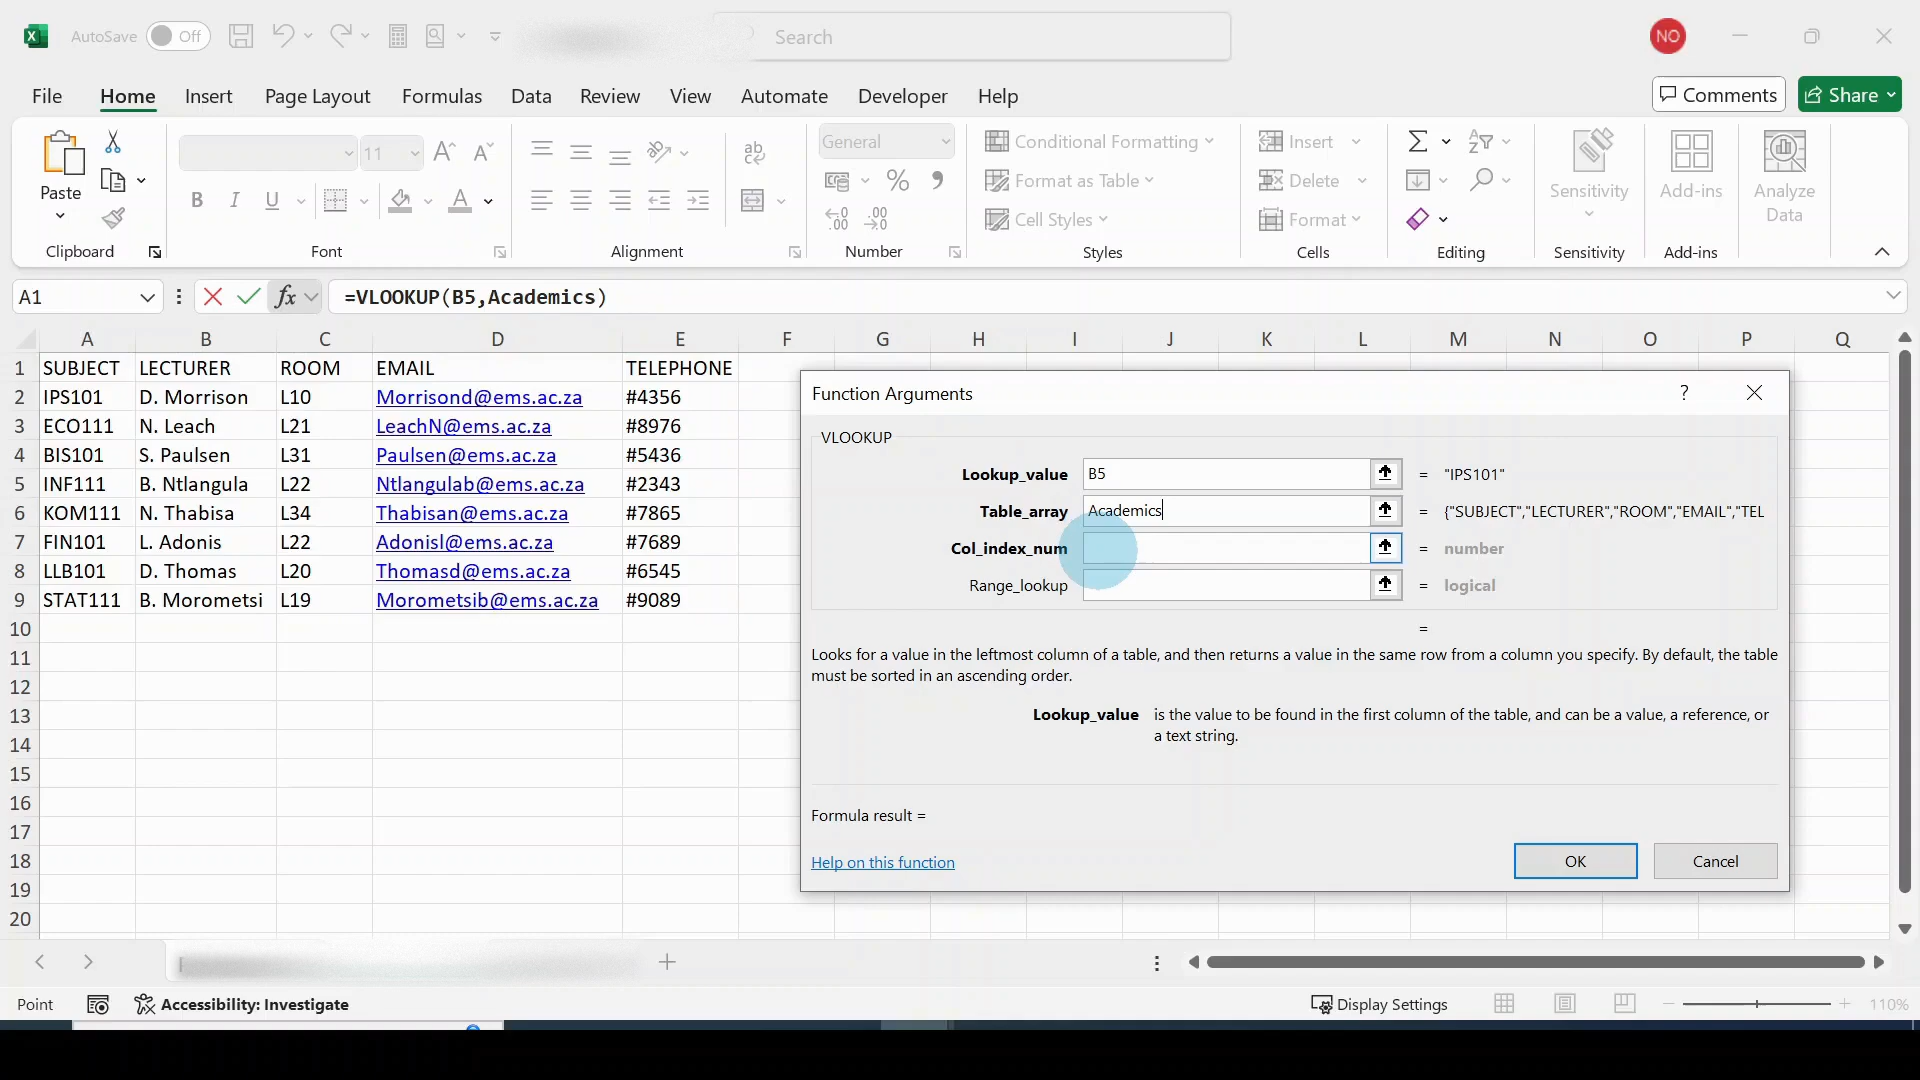 AutoSave Off Search NO
File Home Insert Page Layout Formulas Data Review View Automate Developer Help Comments Share
Paste 11 General Conditional Formatting Insert Sensitivity Add-ins Analyze Data
B I U A Format as Table Delete
Cell Styles Format
Clipboard Font Alignment Number Styles Cells Editing Sensitivity Add-ins
A1 fx =VLOOKUP(B5,Academics)
A B C D E F G H I J K L M N O P Q
1 SUBJECT LECTURER ROOM EMAIL TELEPHONE
2 IPS101 D. Morrison L10 Morrisond@ems.ac.za #4356
3 ECO111 N. Leach L21 LeachN@ems.ac.za #8976
4 BIS101 S. Paulsen L31 Paulsen@ems.ac.za #5436
5 INF111 B. Ntlangula L22 Ntlangulab@ems.ac.za #2343
6 KOM111 N. Thabisa L34 Thabisan@ems.ac.za #7865
7 FIN101 L. Adonis L22 Adonisl@ems.ac.za #7689
8 LLB101 D. Thomas L20 Thomasd@ems.ac.za #6545
9 STAT111 B. Morometsi L19 Morometsib@ems.ac.za #9089
10
11
12
13
14
15
16
17
18
19
20
Function Arguments ?
VLOOKUP
Lookup_value B5 = "IPS101"
Table_array Academics = {"SUBJECT","LECTURER","ROOM","EMAIL","TEL
Col_index_num = number
Range_lookup = logical
=
Looks for a value in the leftmost column of a table, and then returns a value in the same row from a column you specify. By default, the table
must be sorted in an ascending order.
Lookup_value is the value to be found in the first column of the table, and can be a value, a reference, or
a text string.
Formula result =
Help on this function OK Cancel
Point Accessibility: Investigate Display Settings 110%